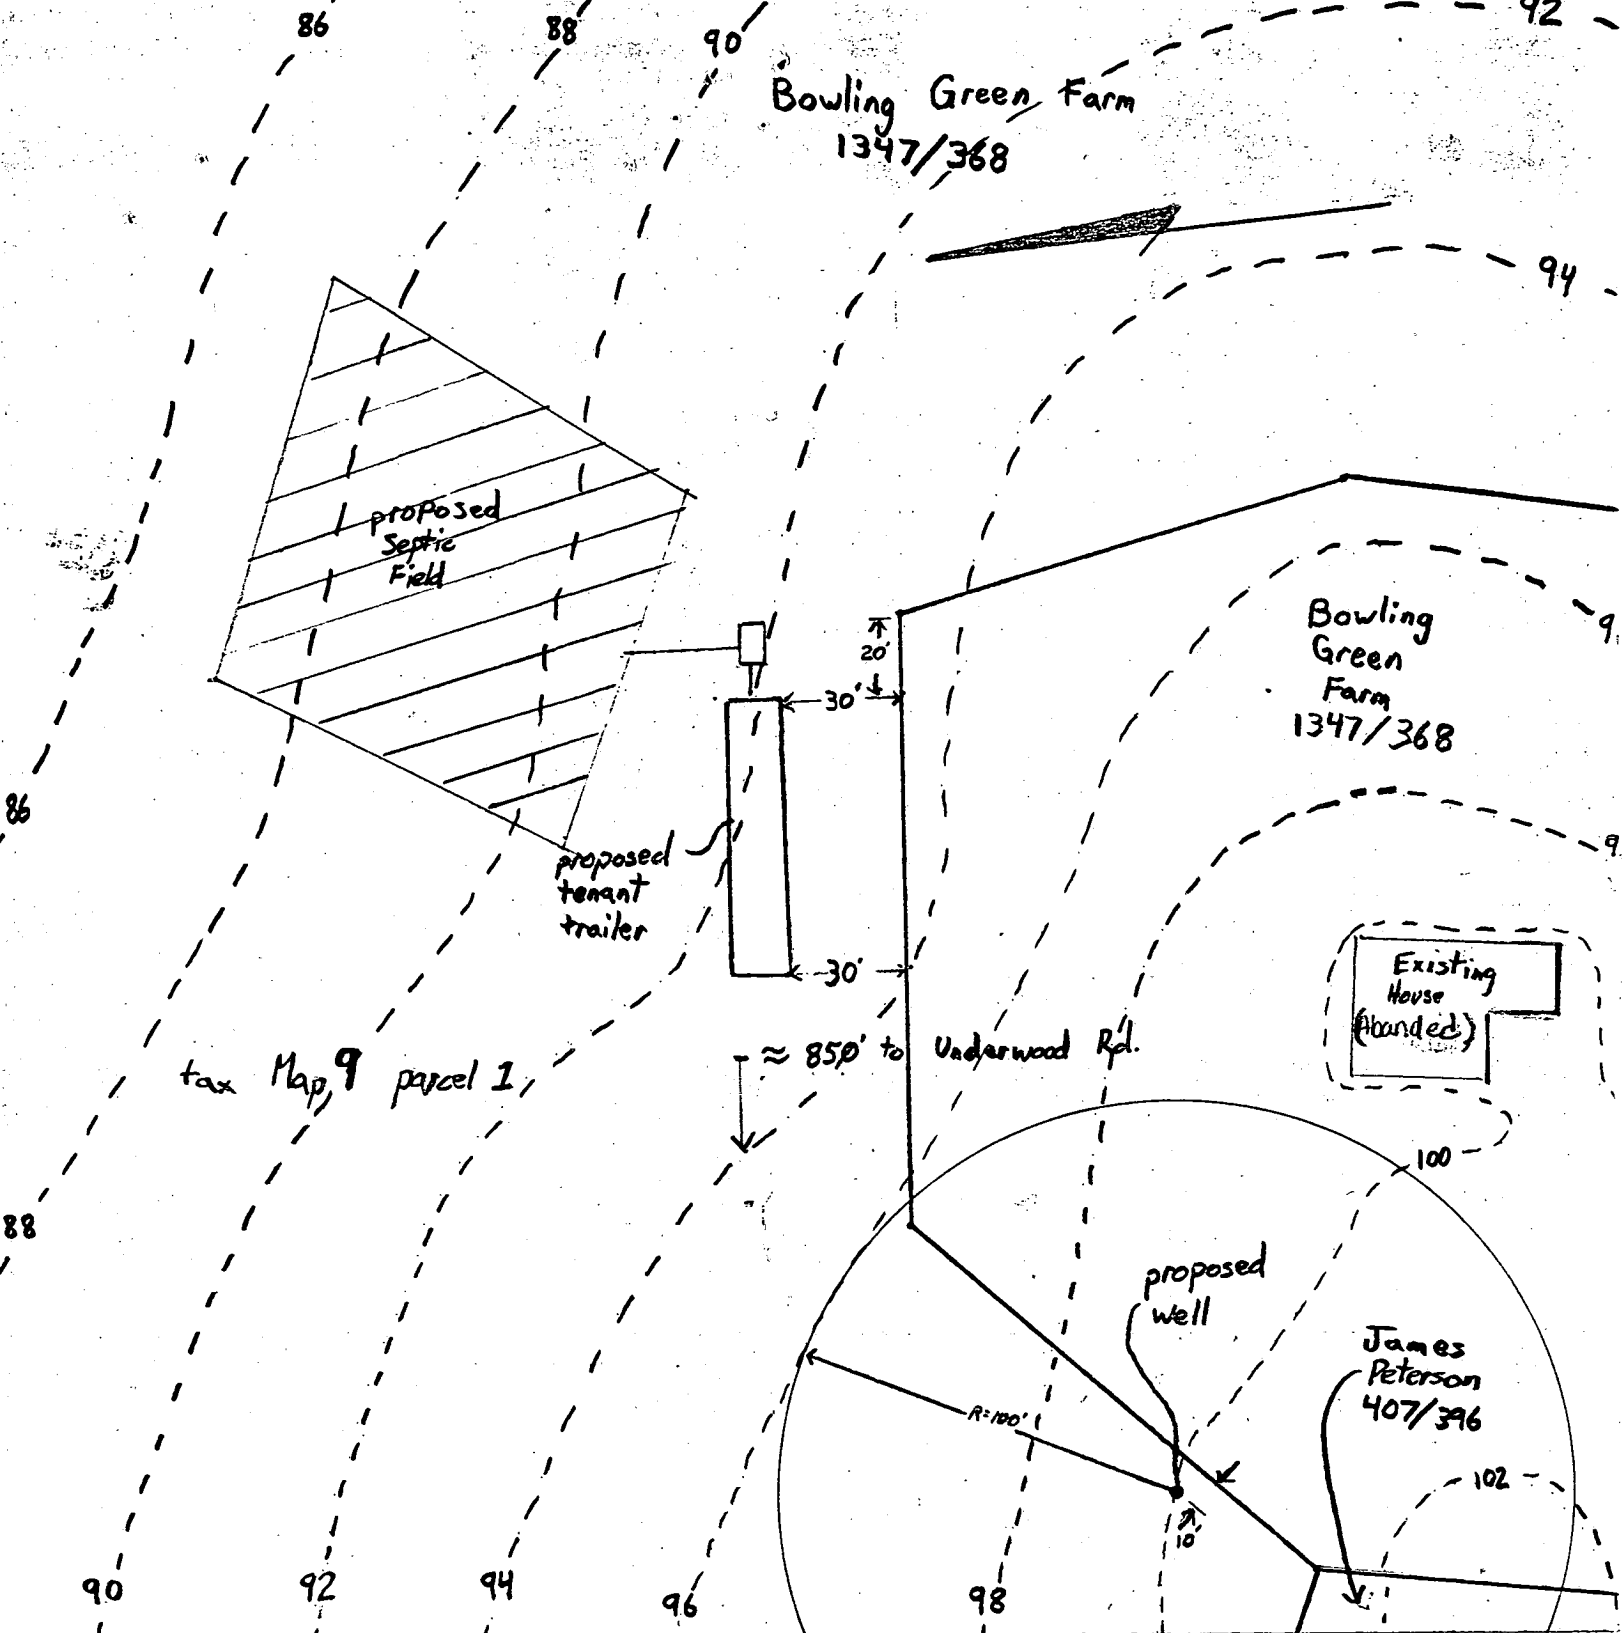 86
88
90
92
Bowling Green Farm
1347/368
94
proposed
Septic
Field
20'
30'
Bowling
Green
Farm
1347/368
86
proposed
tenant
trailer
30'
Existing
House
(Abanded)
≈ 850' to Underwood Rd.
tax Map 9 parcel 1
100
88
proposed
well
James
Peterson
407/396
R=100'
102
10'
90
92
94
96
98